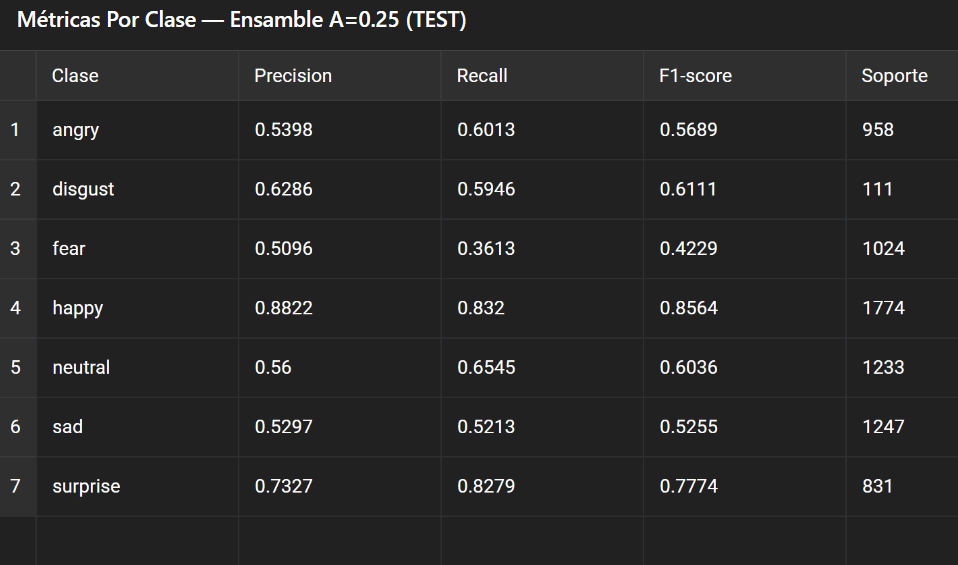 Métricas Por Clase — Ensamble A=0.25 (TEST)
Clase Precision Recall F1-score Soporte
1 angry 0.5398 0.6013 0.5689 958
2 disgust 0.6286 0.5946 0.6111 111
3 fear 0.5096 0.3613 0.4229 1024
4 happy 0.8822 0.832 0.8564 1774
5 neutral 0.56 0.6545 0.6036 1233
6 sad 0.5297 0.5213 0.5255 1247
7 surprise 0.7327 0.8279 0.7774 831